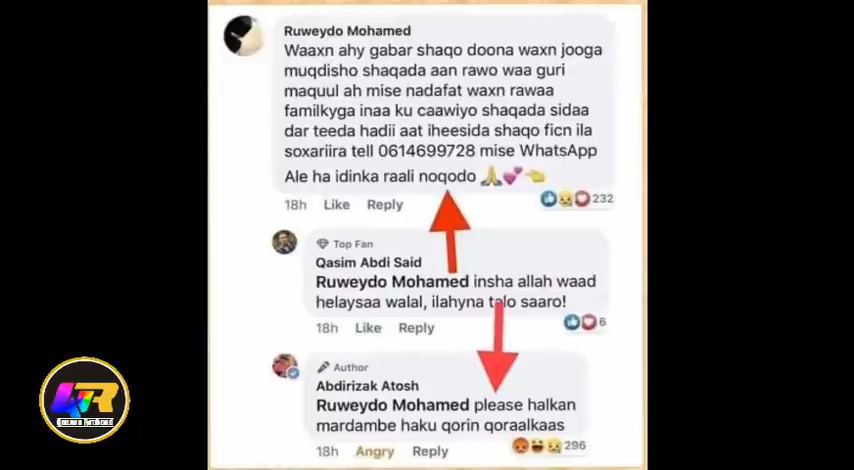 Ruweydo Mohamed
Waaxn ahy gabar shaqo doona waxn jooga
muqdisho shaqada aan rawo waa guri
maquul ah mise nadafat waxn rawaa
familkyga inaa ku caawiyo shaqada sidaa
dar teeda hadii aat iheesida shaqo ficn ila
soxariira tell 0614699728 mise WhatsApp
Ale ha idinka raali noqodo 🙏💕👈
18h Like Reply 232
Top Fan
Qasim Abdi Said
Ruweydo Mohamed insha allah waad
helaysaa walal, ilahyna talo saaro!
18h Like Reply 6
Author
Abdirizak Atosh
Ruweydo Mohamed please halkan
mardambe haku qorin qoraalkaas
18h Angry Reply 296